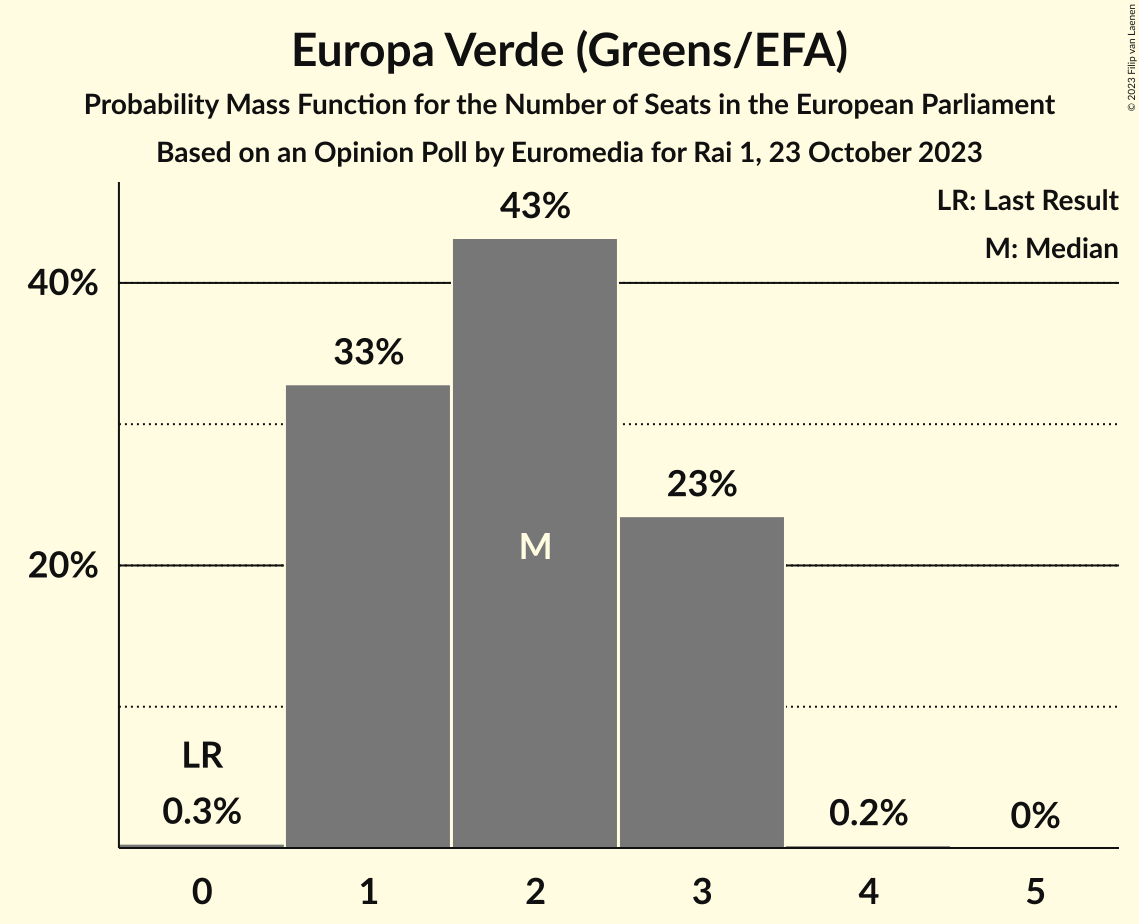 Europa Verde (Greens/EFA)
Probability Mass Function for the Number of Seats in the European Parliament
Based on an Opinion Poll by Euromedia for Rai 1, 23 October 2023
© 2023 Filip van Laenen
LR: Last Result
M: Median
43%
40%
33%
23%
M
20%
LR
0.3%
0.2%
0%
0 1 2 3 4 5